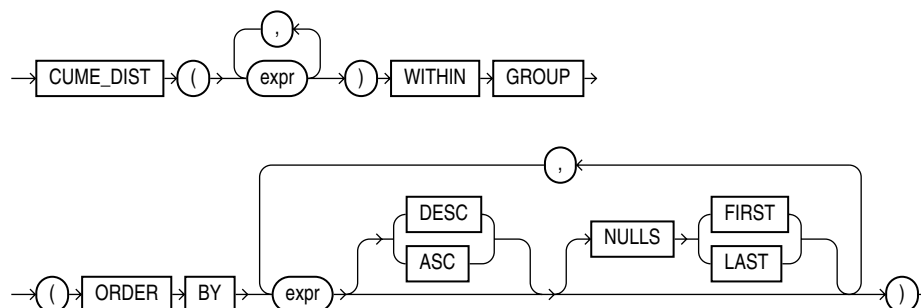 ,
CUME_DIST ( expr ) WITHIN GROUP
,
DESC FIRST
NULLS
ASC LAST
( ORDER BY expr )